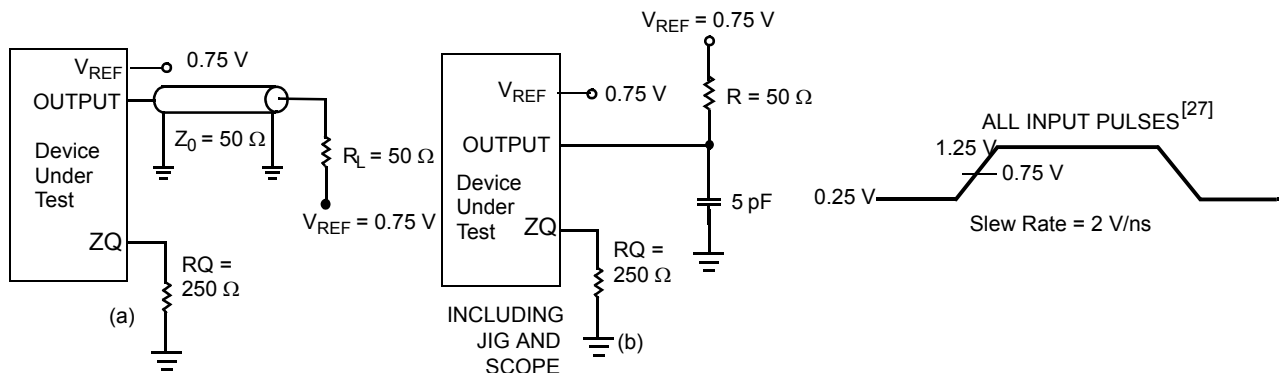 V_REF 0.75 V
OUTPUT
Z_0 = 50 Ω
Device
Under
Test
R_L = 50 Ω
V_REF = 0.75 V
ZQ
RQ =
250 Ω
(a)
V_REF = 0.75 V
R = 50 Ω
V_REF 0.75 V
OUTPUT
Device
Under
Test
5 pF
ZQ
RQ =
250 Ω
INCLUDING
JIG AND
SCOPE
(b)
ALL INPUT PULSES[27]
1.25 V
0.75 V
0.25 V
Slew Rate = 2 V/ns